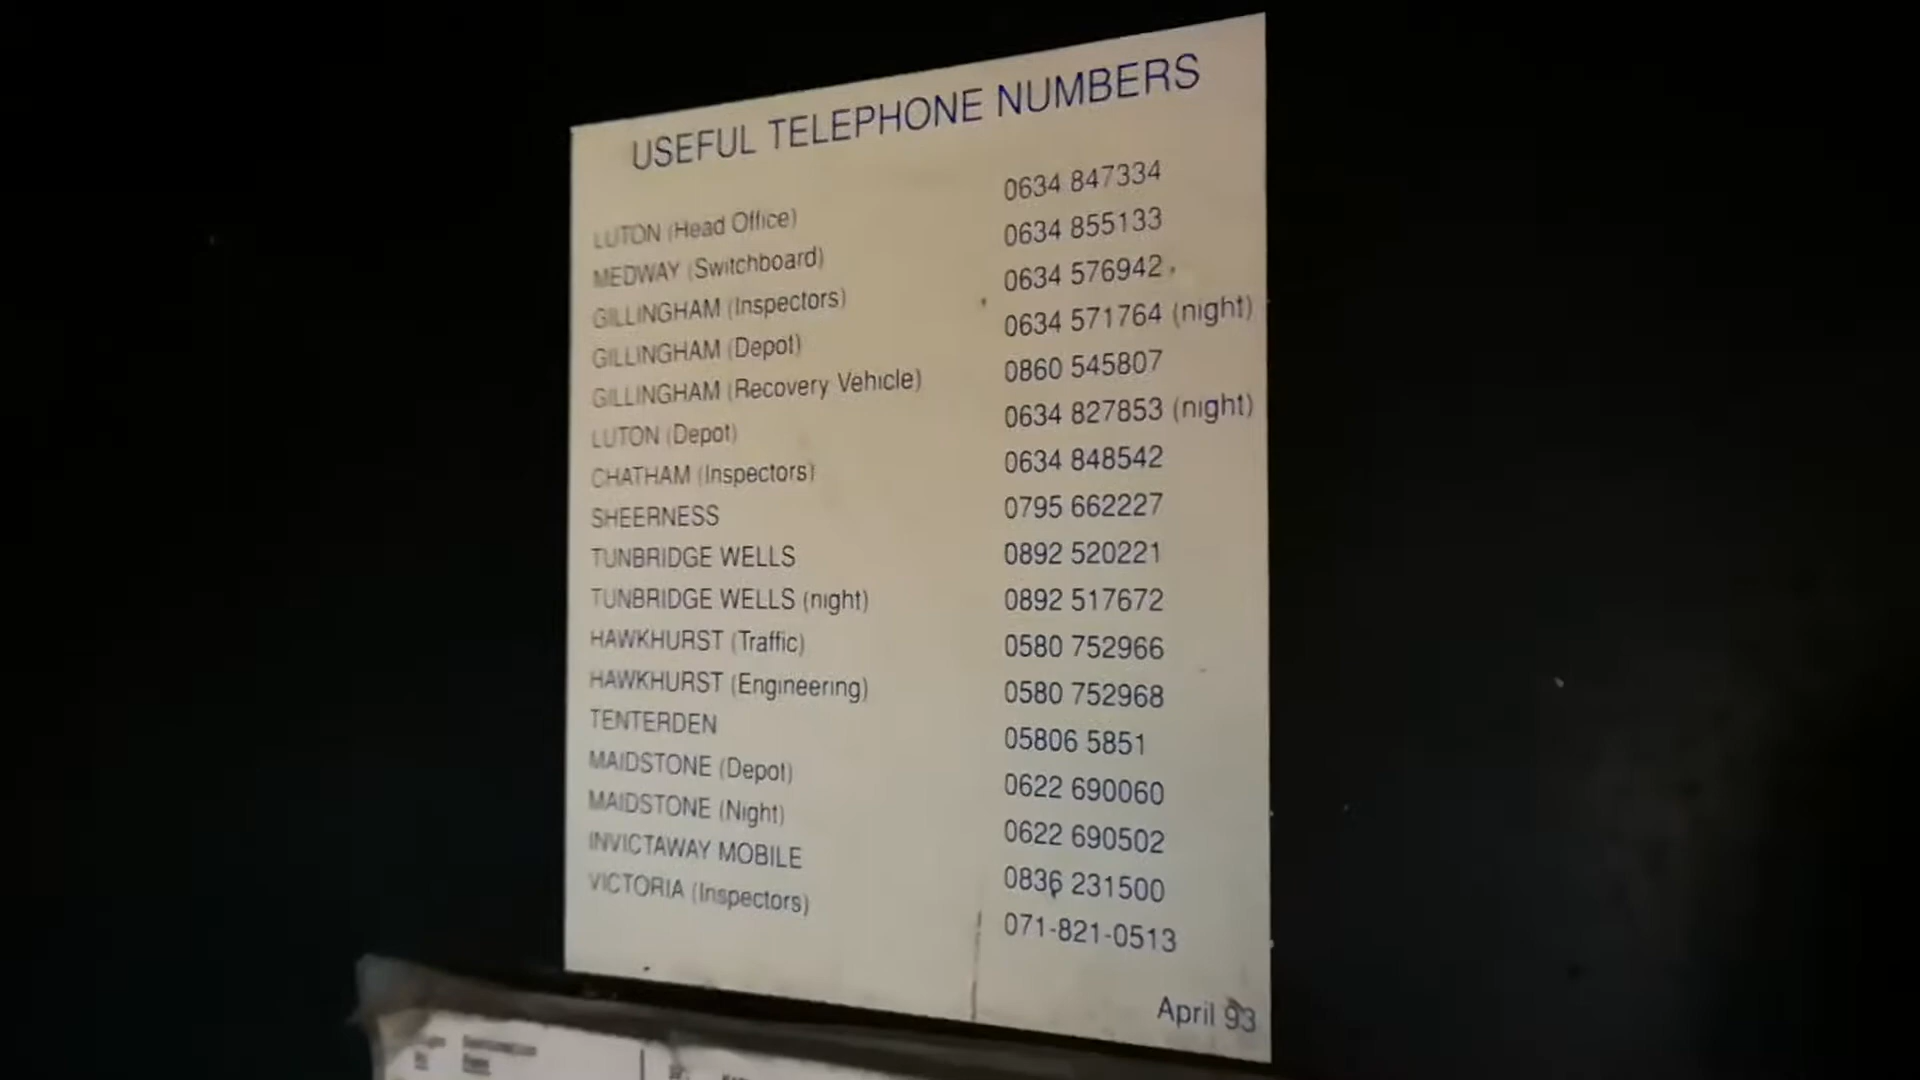 USEFUL TELEPHONE NUMBERS
LUTON (Head Office) 0634 847334
MEDWAY (Switchboard) 0634 855133
GILLINGHAM (Inspectors) 0634 576942
GILLINGHAM (Depot) 0634 571764 (night)
GILLINGHAM (Recovery Vehicle) 0860 545807
LUTON (Depot) 0634 827853 (night)
CHATHAM (Inspectors) 0634 848542
SHEERNESS 0795 662227
TUNBRIDGE WELLS 0892 520221
TUNBRIDGE WELLS (night) 0892 517672
HAWKHURST (Traffic) 0580 752966
HAWKHURST (Engineering) 0580 752968
TENTERDEN 05806 5851
MAIDSTONE (Depot) 0622 690060
MAIDSTONE (Night) 0622 690502
INVICTAWAY MOBILE 0836 231500
VICTORIA (Inspectors) 071-821-0513
April 93